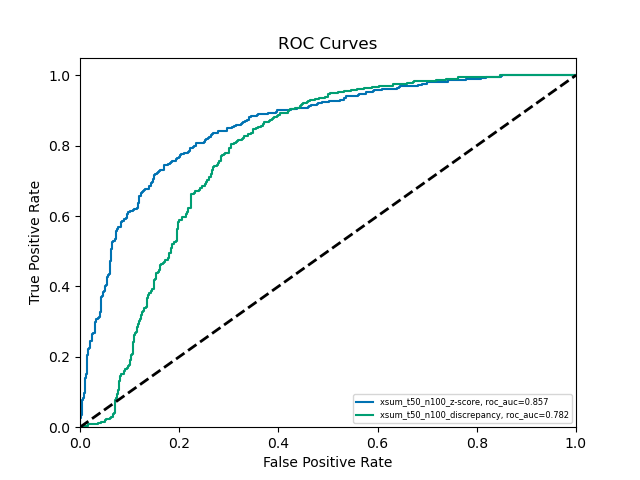 ROC Curves
1.0
0.8
0.6
0.4
0.2
0.0
True Positive Rate
xsum_t50_n100_z-score, roc_auc=0.857
xsum_t50_n100_discrepancy, roc_auc=0.782
0.0 0.2 0.4 0.6 0.8 1.0
False Positive Rate